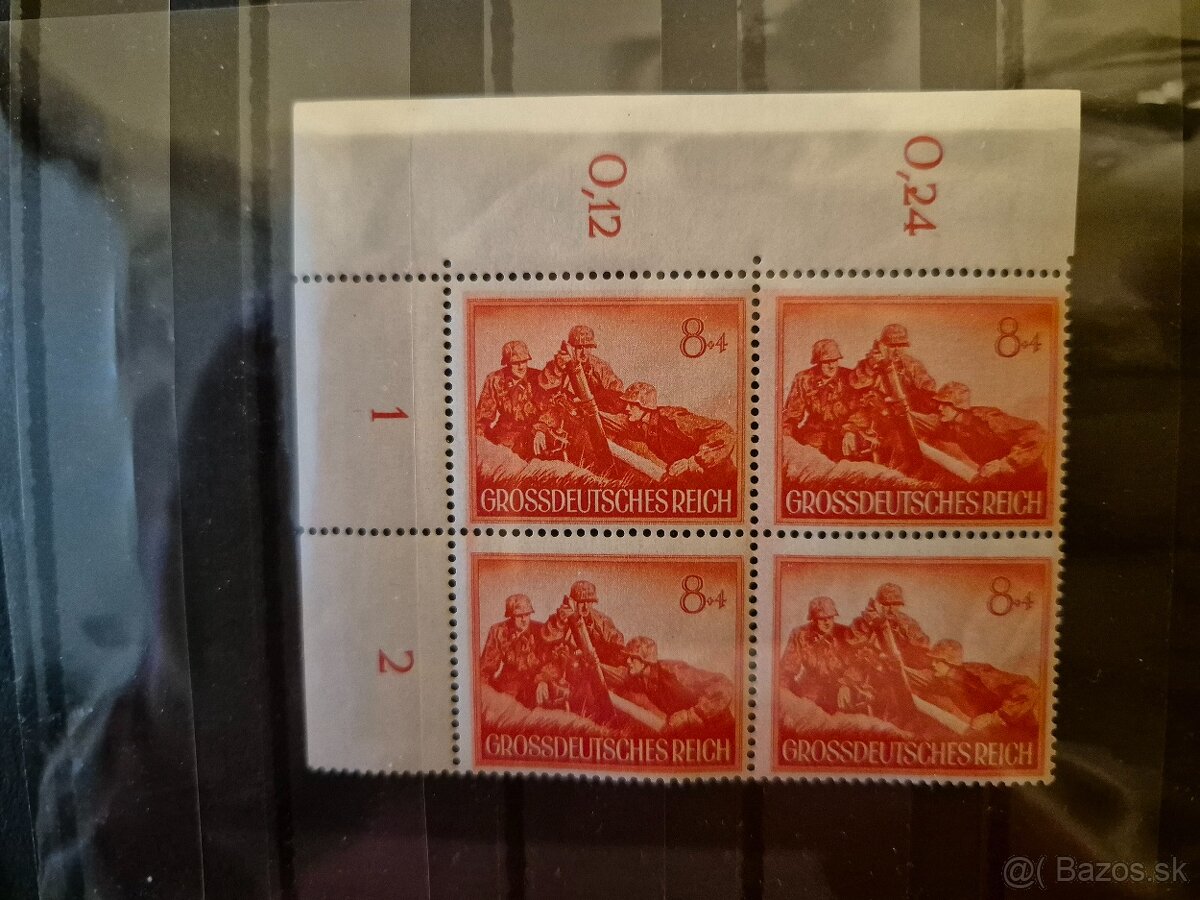 0,12
0,24
1
8+4
GROSSDEUTSCHES REICH
8+4
GROSSDEUTSCHES REICH
2
8+4
GROSSDEUTSCHES REICH
8+4
GROSSDEUTSCHES REICH
@( Bazos.sk